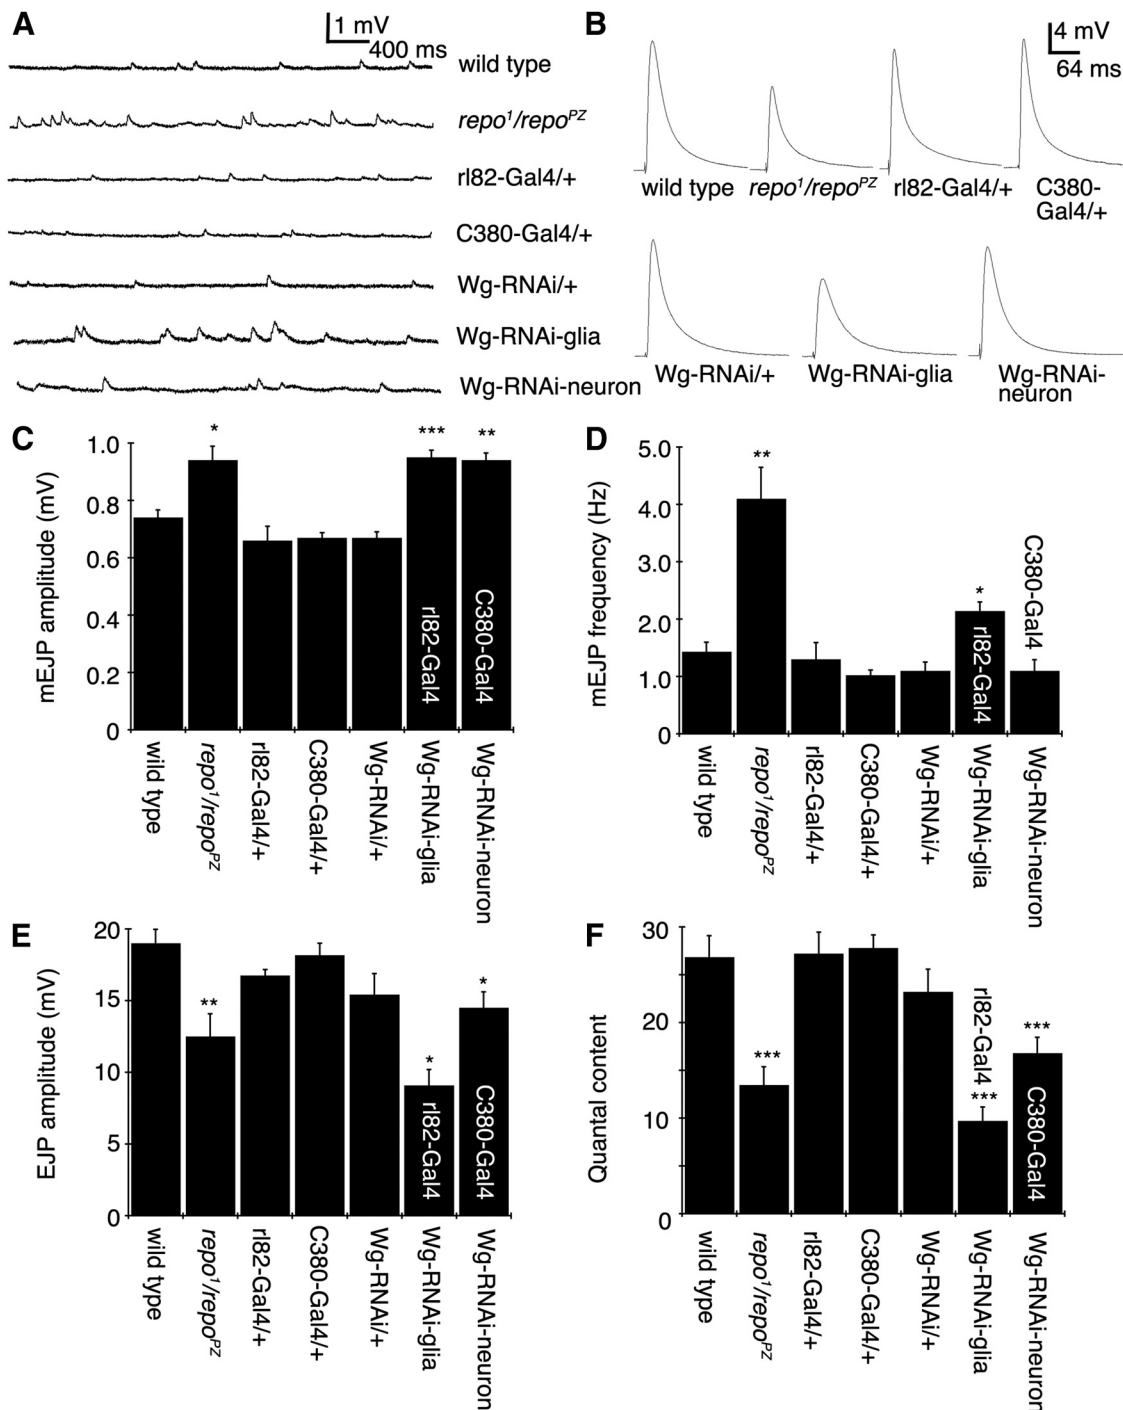 A
1 mV
400 ms
wild type
repo¹/repoᴾᶻ
rl82-Gal4/+
C380-Gal4/+
Wg-RNAi/+
Wg-RNAi-glia
Wg-RNAi-neuron
B
4 mV
64 ms
wild type
repo¹/repoᴾᶻ
rl82-Gal4/+
C380-
Gal4/+
Wg-RNAi/+
Wg-RNAi-glia
Wg-RNAi-
neuron
C
mEJP amplitude (mV)
1.0
0.8
0.6
0.4
0.2
0
*
***
**
rl82-Gal4
C380-Gal4
wild type
repo¹/repoᴾᶻ
rl82-Gal4/+
C380-Gal4/+
Wg-RNAi/+
Wg-RNAi-glia
Wg-RNAi-neuron
D
mEJP frequency (Hz)
5.0
4.0
3.0
2.0
1.0
0
**
*
rl82-Gal4
C380-Gal4
wild type
repo¹/repoᴾᶻ
rl82-Gal4/+
C380-Gal4/+
Wg-RNAi/+
Wg-RNAi-glia
Wg-RNAi-neuron
E
EJP amplitude (mV)
20
15
10
5
0
**
*
*
rl82-Gal4
C380-Gal4
wild type
repo¹/repoᴾᶻ
rl82-Gal4/+
C380-Gal4/+
Wg-RNAi/+
Wg-RNAi-glia
Wg-RNAi-neuron
F
Quantal content
30
20
10
0
***
***
***
rl82-Gal4
C380-Gal4
wild type
repo¹/repoᴾᶻ
rl82-Gal4/+
C380-Gal4/+
Wg-RNAi/+
Wg-RNAi-glia
Wg-RNAi-neuron